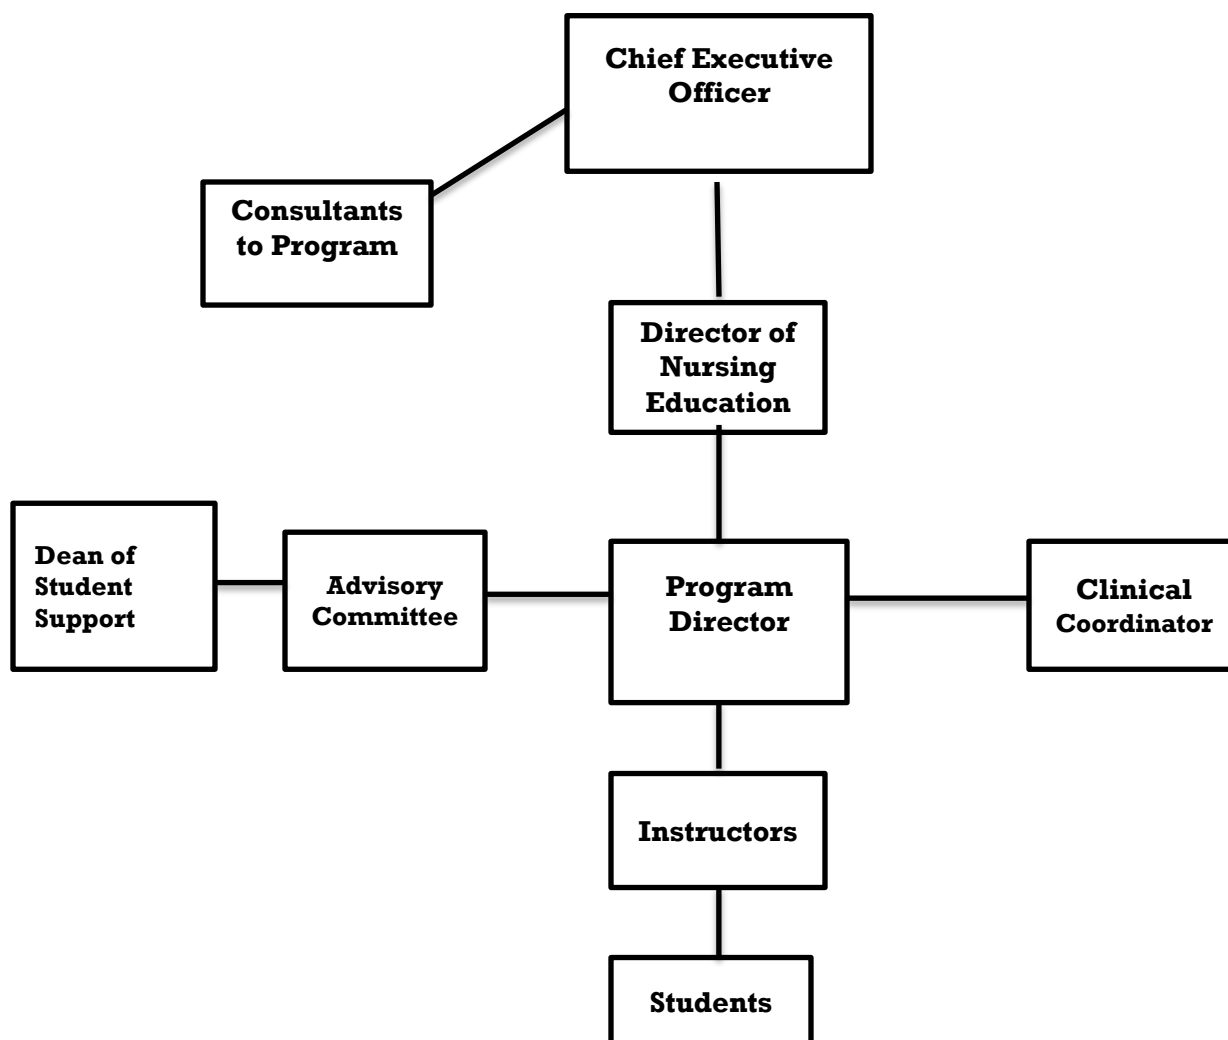 Chief Executive
Officer
Consultants
to Program
Director of
Nursing
Education
Dean of
Student
Support
Advisory
Committee
Program
Director
Clinical
Coordinator
Instructors
Students